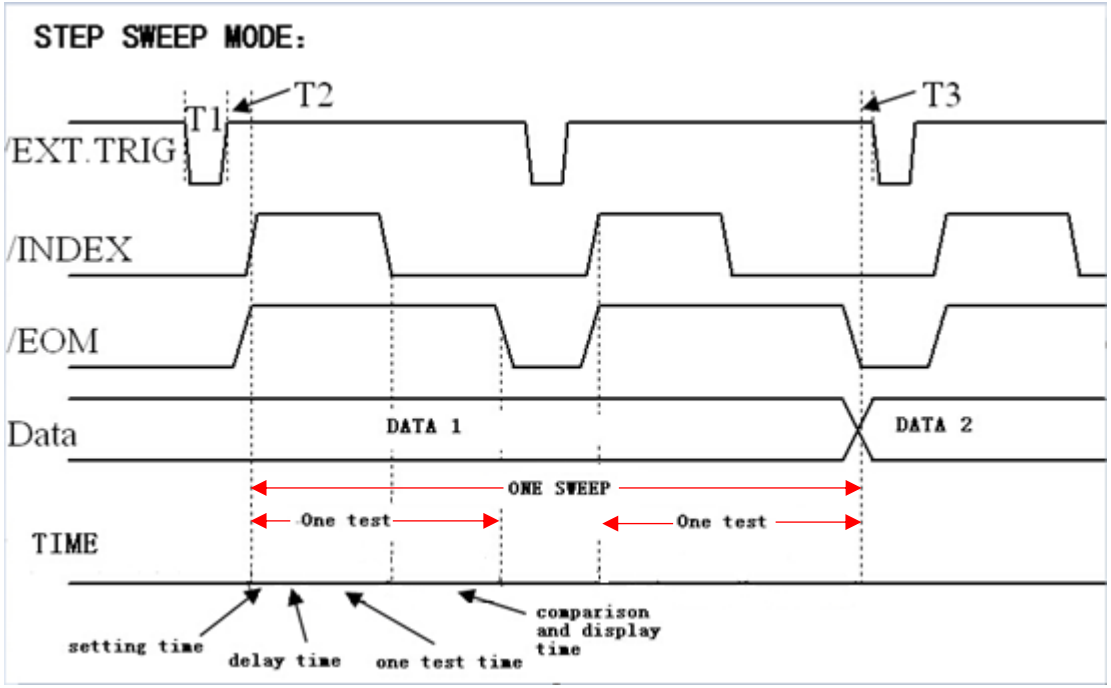 STEP SWEEP MODE:
T1
T2
T3
/EXT.TRIG
/INDEX
/EOM
Data
DATA 1
DATA 2
ONE SWEEP
One test
One test
TIME
setting time
delay time
one test time
comparison
and display
time